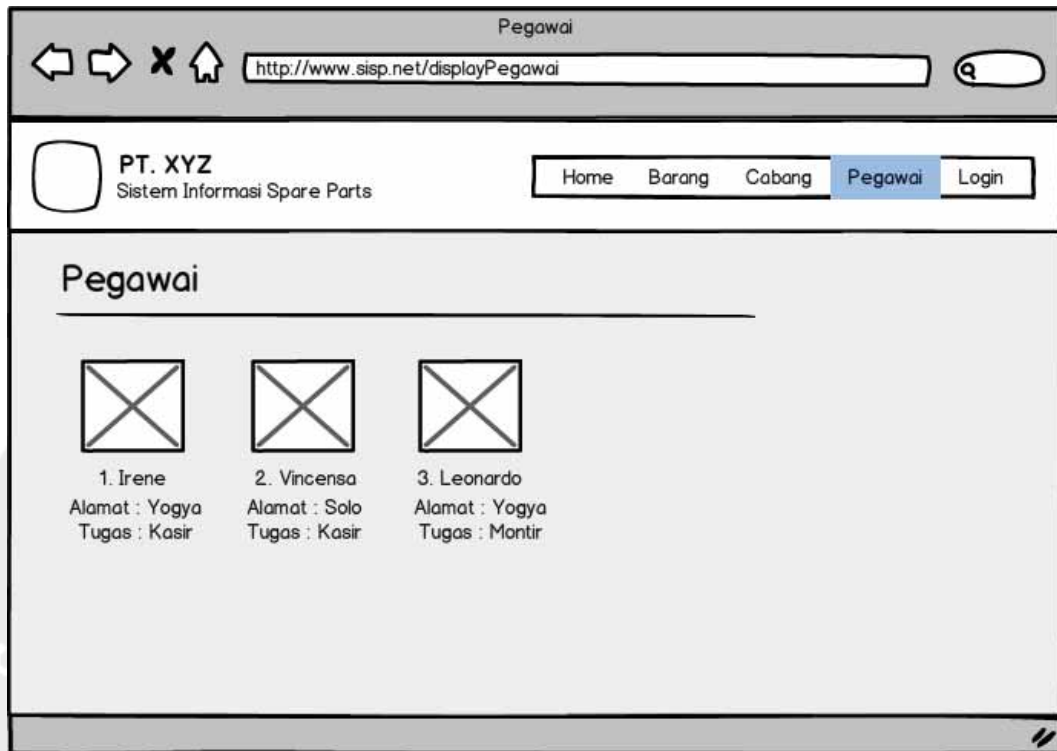 Pegawai
http://www.sisp.net/displayPegawai
PT. XYZ
Sistem Informasi Spare Parts
Home Barang Cabang Pegawai Login
Pegawai
1. Irene
Alamat : Yogya
Tugas : Kasir
2. Vincensa
Alamat : Solo
Tugas : Kasir
3. Leonardo
Alamat : Yogya
Tugas : Montir